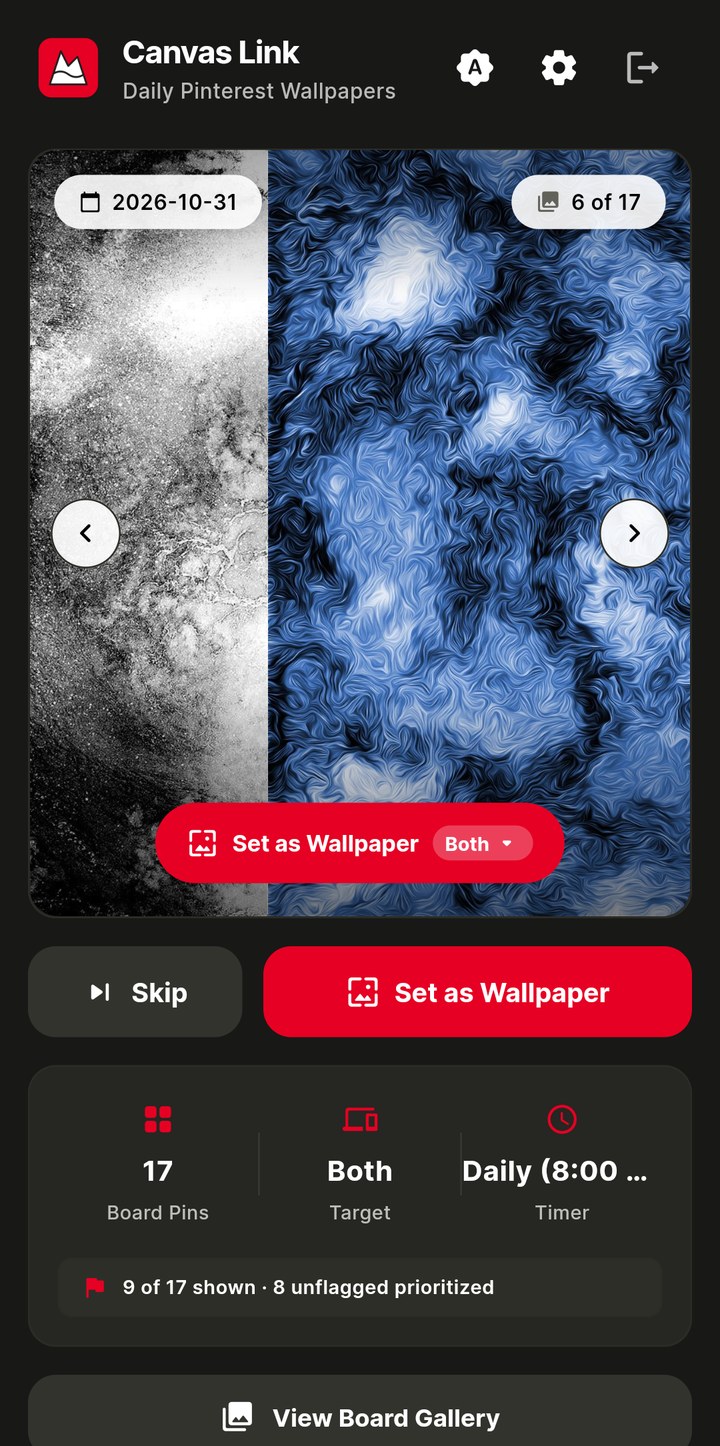 Canvas Link
Daily Pinterest Wallpapers
A
2026-10-31
6 of 17
Set as Wallpaper
Both
Skip
Set as Wallpaper
17
Both
Daily (8:00 ...
Board Pins
Target
Timer
9 of 17 shown · 8 unflagged prioritized
View Board Gallery